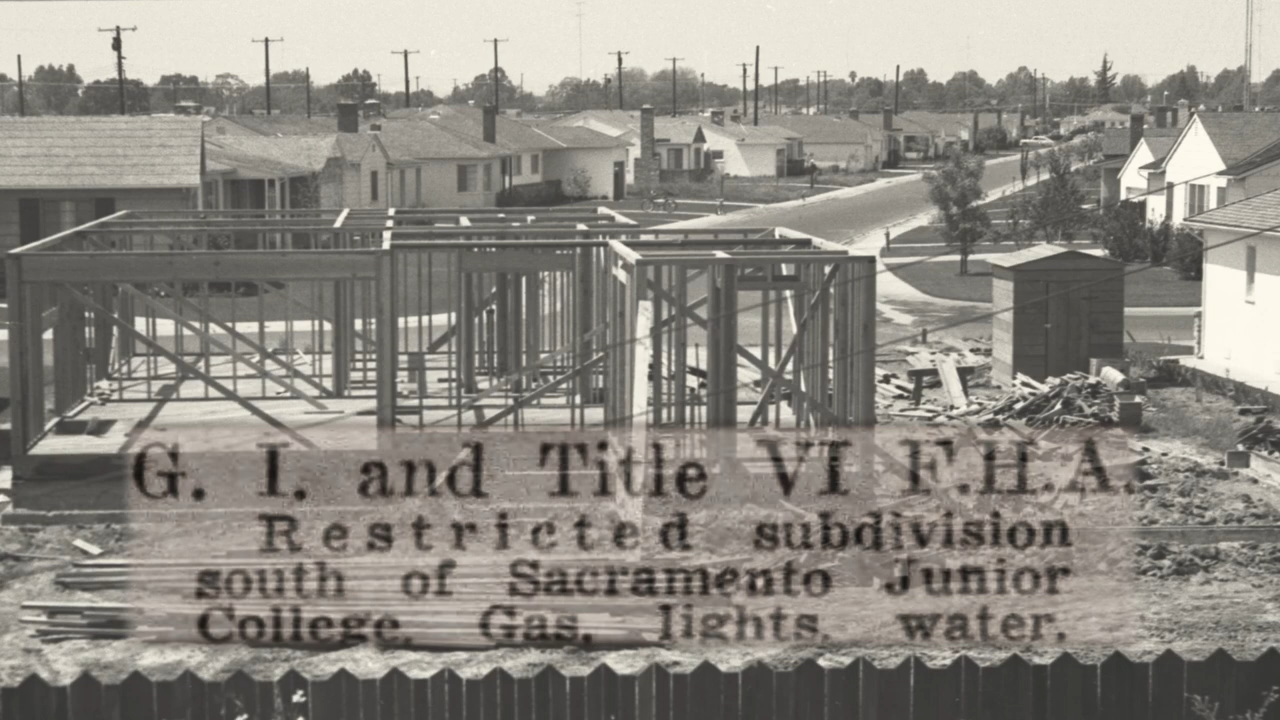 G. I. and Title VI F.H.A.
Restricted subdivision
south of Sacramento Junior
College. Gas, lights, water.